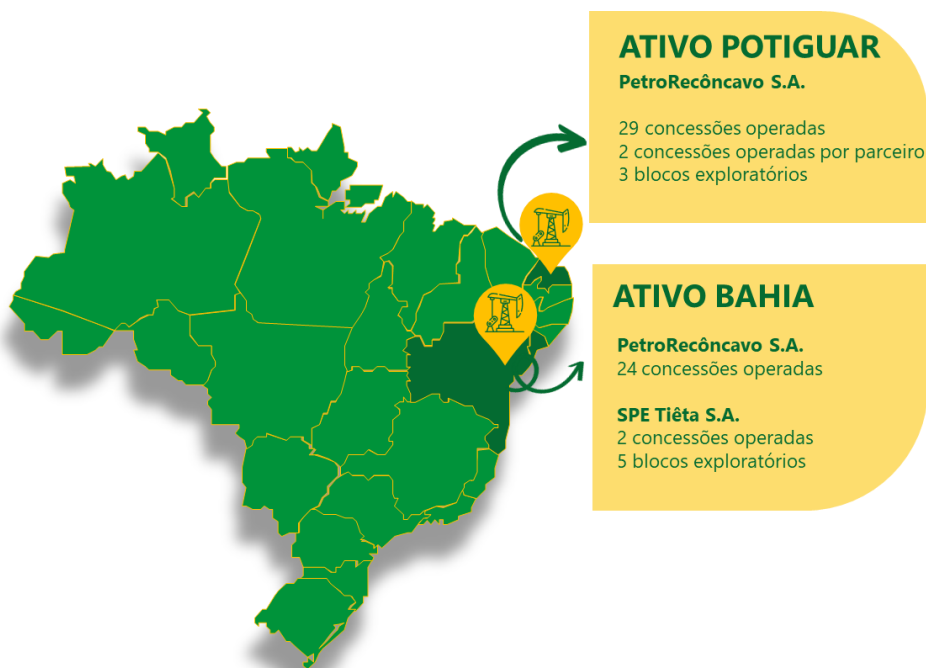 ATIVO POTIGUAR
PetroRecôncavo S.A.
29 concessões operadas
2 concessões operadas por parceiro
3 blocos exploratórios
ATIVO BAHIA
PetroRecôncavo S.A.
24 concessões operadas
SPE Tiêta S.A.
2 concessões operadas
5 blocos exploratórios